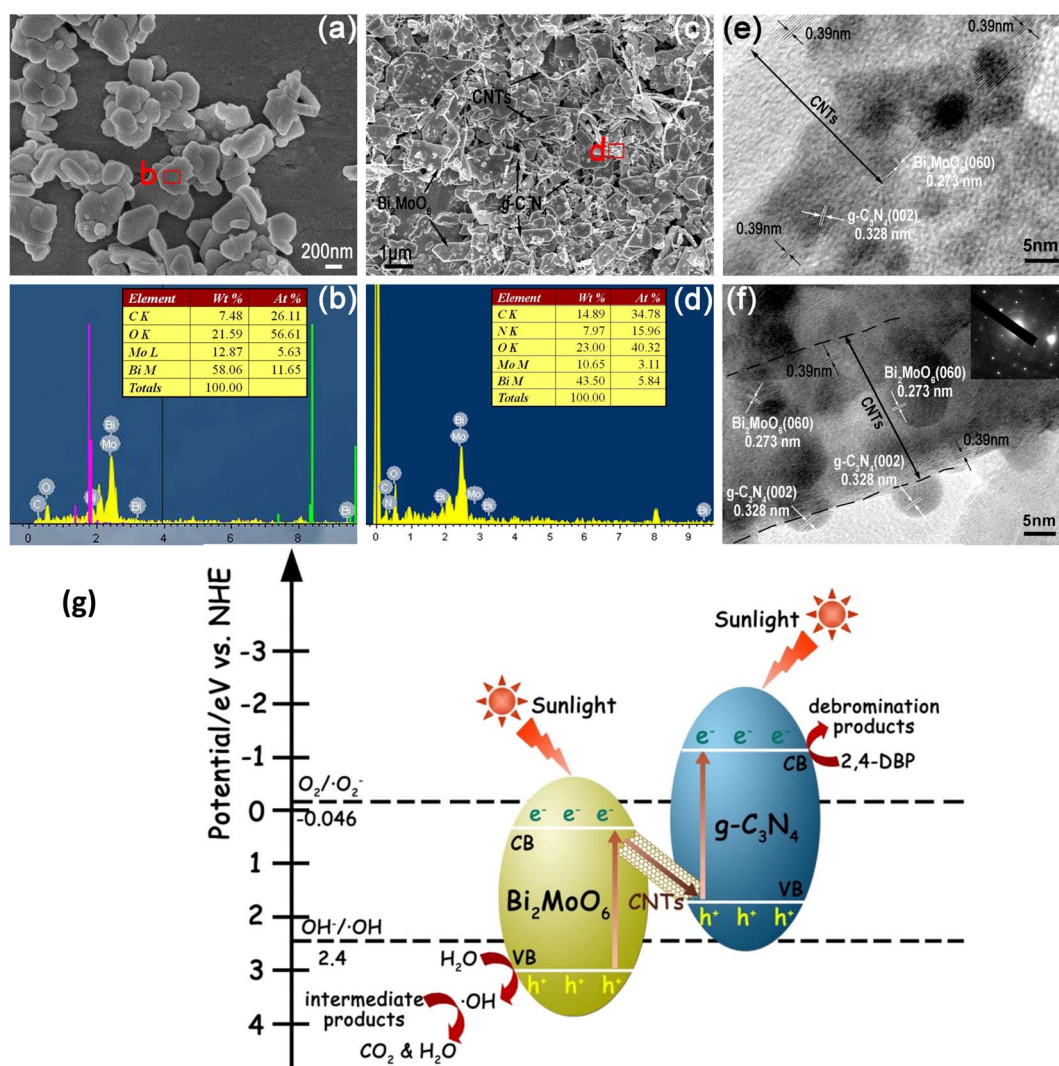 (a)
b
200nm
(c)
CNTs
d
Bi₂MoO₆
g-C₃N₄
1μm
(e)
0.39nm
0.39nm
CNTs
Bi₂MoO₆(060)
0.273 nm
g-C₃N₄(002)
0.328 nm
0.39nm
5nm
(b)
Element Wt % At %
C K 7.48 26.11
O K 21.59 56.61
Mo L 12.87 5.63
Bi M 58.06 11.65
Totals 100.00
Bi
Mo
O
C
Bi
Bi
Bi
0 2 4 6 8
(d)
Element Wt % At %
C K 14.89 34.78
N K 7.97 15.96
O K 23.00 40.32
Mo M 10.65 3.11
Bi M 43.50 5.84
Totals 100.00
Bi
Mo
O
C
N
Bi
Mo
Bi
Bi
0 1 2 3 4 5 6 7 8 9
(f)
0.39nm
Bi₂MoO₆(060)
0.273 nm
CNTs
Bi₂MoO₆(060)
0.273 nm
0.39nm
g-C₃N₄(002)
0.328 nm
g-C₃N₄(002)
0.328 nm
5nm
(g)
Potential/eV vs. NHE
-3
-2
-1
0
1
2
3
4
O₂/·O₂⁻
-0.046
OH⁻/·OH
2.4
Sunlight
e⁻ e⁻ e⁻
CB
Bi₂MoO₆
VB
h⁺ h⁺ h⁺
H₂O
·OH
intermediate
products
CO₂ & H₂O
CNTs
Sunlight
e⁻ e⁻ e⁻
CB
g-C₃N₄
VB
h⁺ h⁺ h⁺
debromination
products
2,4-DBP